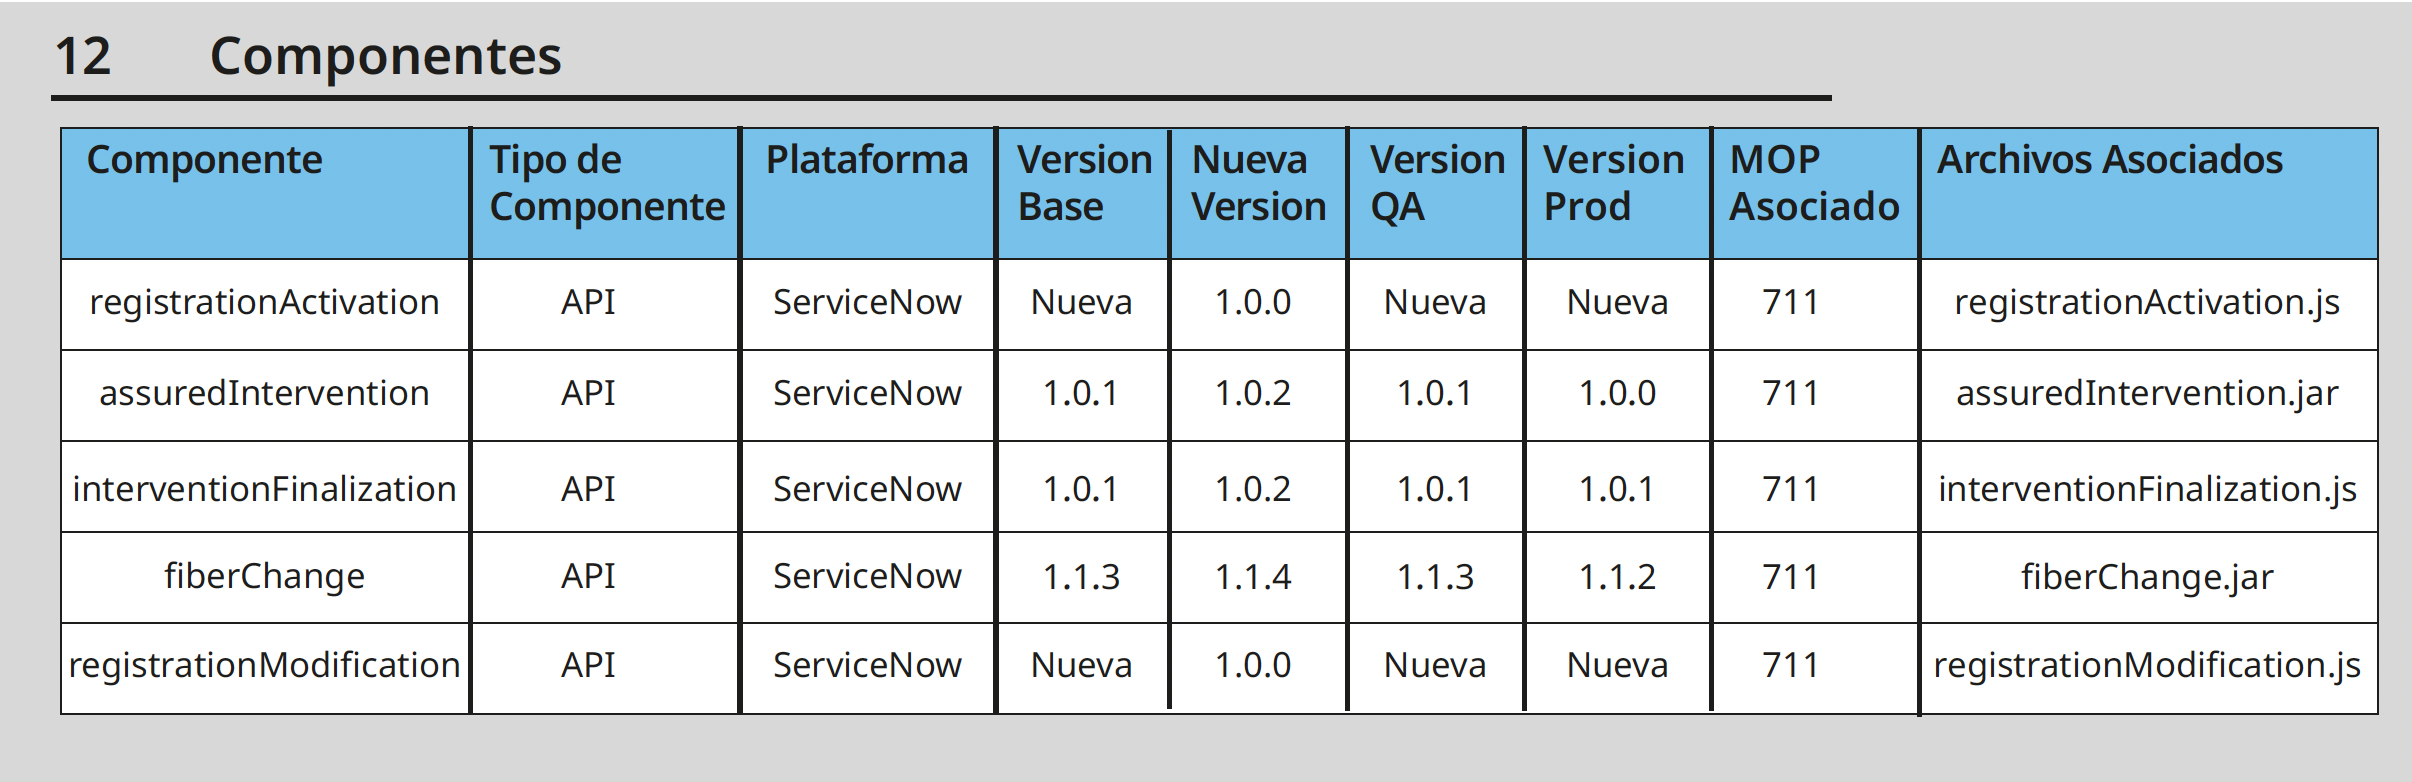 12 Componentes
Componente Tipo de Componente Plataforma Version Base Nueva Version Version QA Version Prod MOP Asociado Archivos Asociados
registrationActivation API ServiceNow Nueva 1.0.0 Nueva Nueva 711 registrationActivation.js
assuredIntervention API ServiceNow 1.0.1 1.0.2 1.0.1 1.0.0 711 assuredIntervention.jar
interventionFinalization API ServiceNow 1.0.1 1.0.2 1.0.1 1.0.1 711 interventionFinalization.js
fiberChange API ServiceNow 1.1.3 1.1.4 1.1.3 1.1.2 711 fiberChange.jar
registrationModification API ServiceNow Nueva 1.0.0 Nueva Nueva 711 registrationModification.js